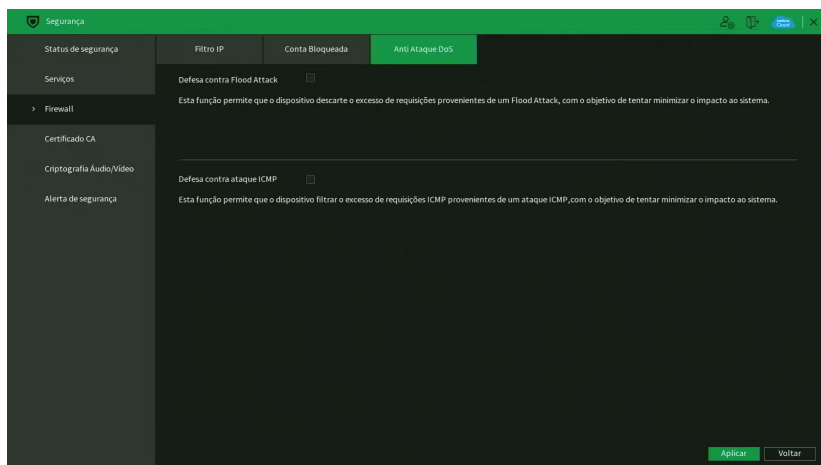 Segurança
Cloud
Status de segurança
Serviços
Firewall
Certificado CA
Criptografia Áudio/Vídeo
Alerta de segurança
Filtro IP
Conta Bloqueada
Anti Ataque DoS
Defesa contra Flood Attack
Esta função permite que o dispositivo descarte o excesso de requisições provenientes de um Flood Attack, com o objetivo de tentar minimizar o impacto ao sistema.
Defesa contra ataque ICMP
Esta função permite que o dispositivo filtrar o excesso de requisições ICMP provenientes de um ataque ICMP,com o objetivo de tentar minimizar o impacto ao sistema.
Aplicar
Voltar